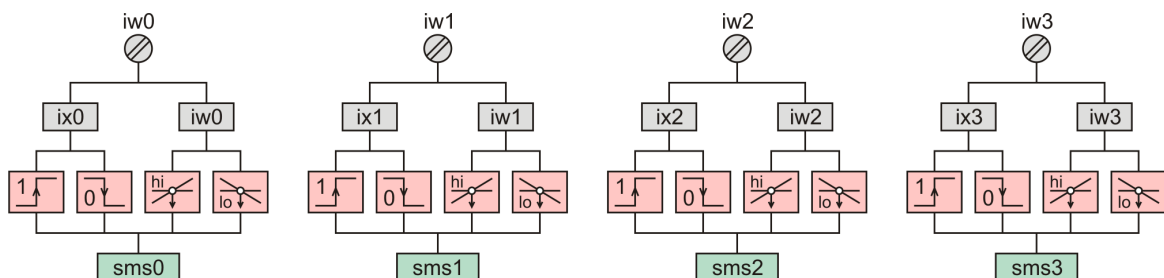 iw0 iw1 iw2 iw3
ix0 iw0 ix1 iw1 ix2 iw2 ix3 iw3
1 0 hi lo 1 0 hi lo 1 0 hi lo 1 0 hi lo
sms0 sms1 sms2 sms3